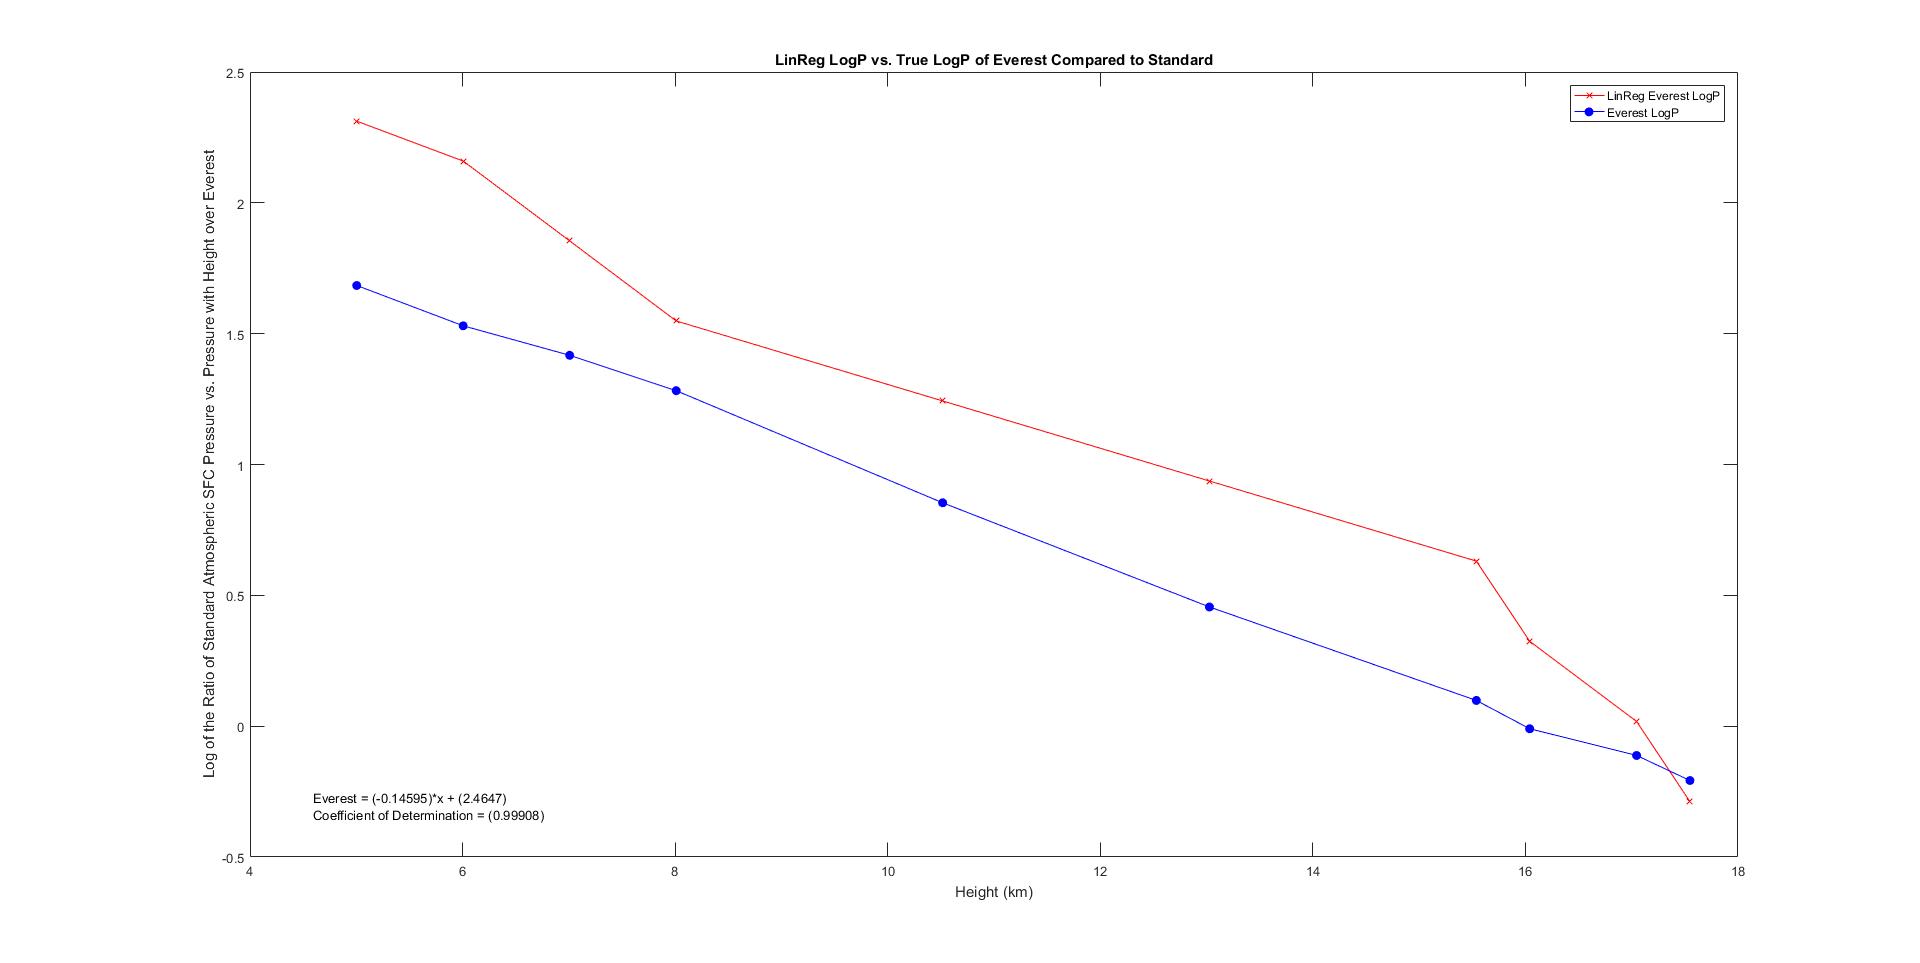 LinReg LogP vs. True LogP of Everest Compared to Standard
2.5
2
1.5
1
0.5
0
-0.5
Log of the Ratio of Standard Atmospheric SFC Pressure vs. Pressure with Height over Everest
LinReg Everest LogP
Everest LogP
Everest = (-0.14595)*x + (2.4647)
Coefficient of Determination = (0.99908)
4 6 8 10 12 14 16 18
Height (km)